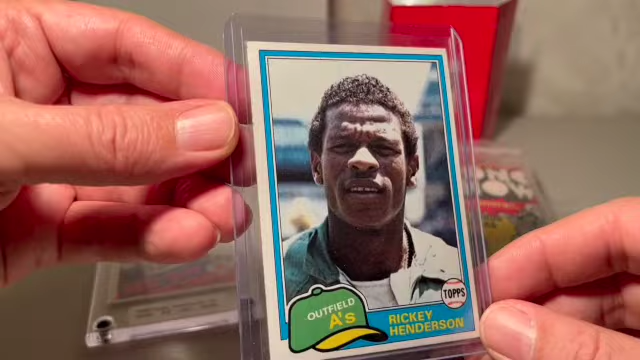 OUTFIELD
A's
TOPPS
RICKEY
HENDERSON